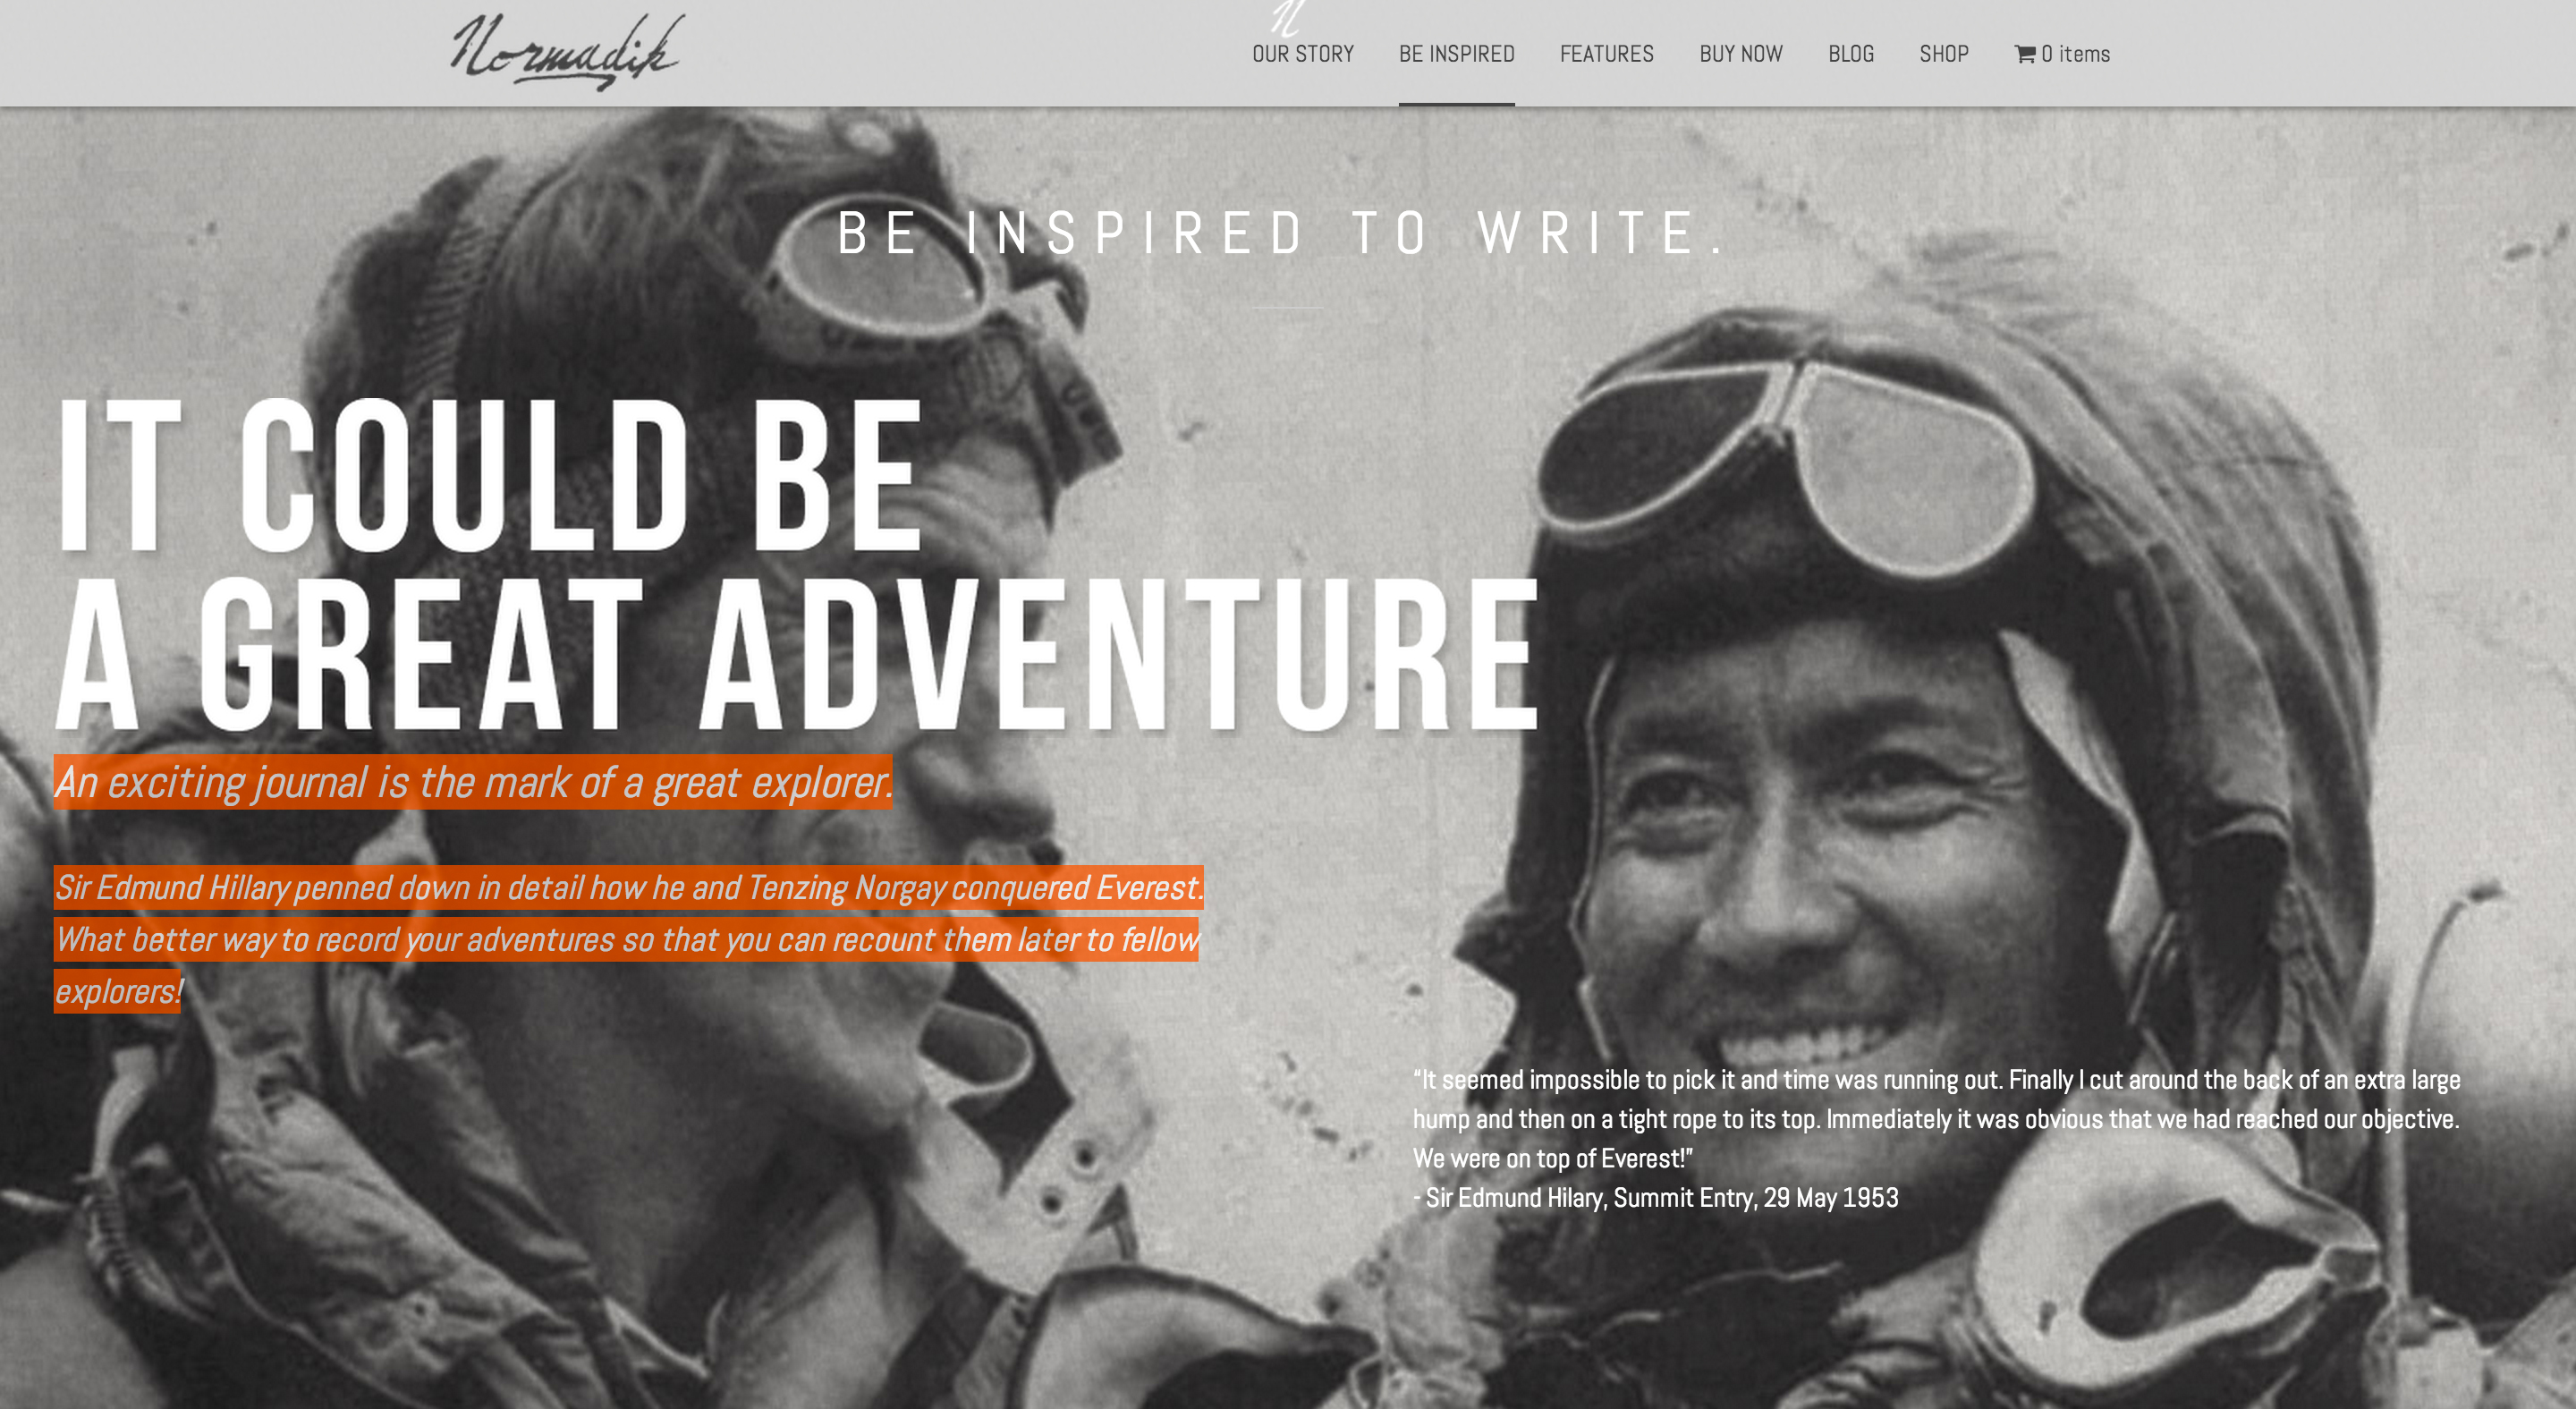 Normadik
N
OUR STORY BE INSPIRED FEATURES BUY NOW BLOG SHOP 0 items
BE INSPIRED TO WRITE.
IT COULD BE
A GREAT ADVENTURE
An exciting journal is the mark of a great explorer.
Sir Edmund Hillary penned down in detail how he and Tenzing Norgay conquered Everest.
What better way to record your adventures so that you can recount them later to fellow
explorers!
“It seemed impossible to pick it and time was running out. Finally I cut around the back of an extra large
hump and then on a tight rope to its top. Immediately it was obvious that we had reached our objective.
We were on top of Everest!”
- Sir Edmund Hilary, Summit Entry, 29 May 1953